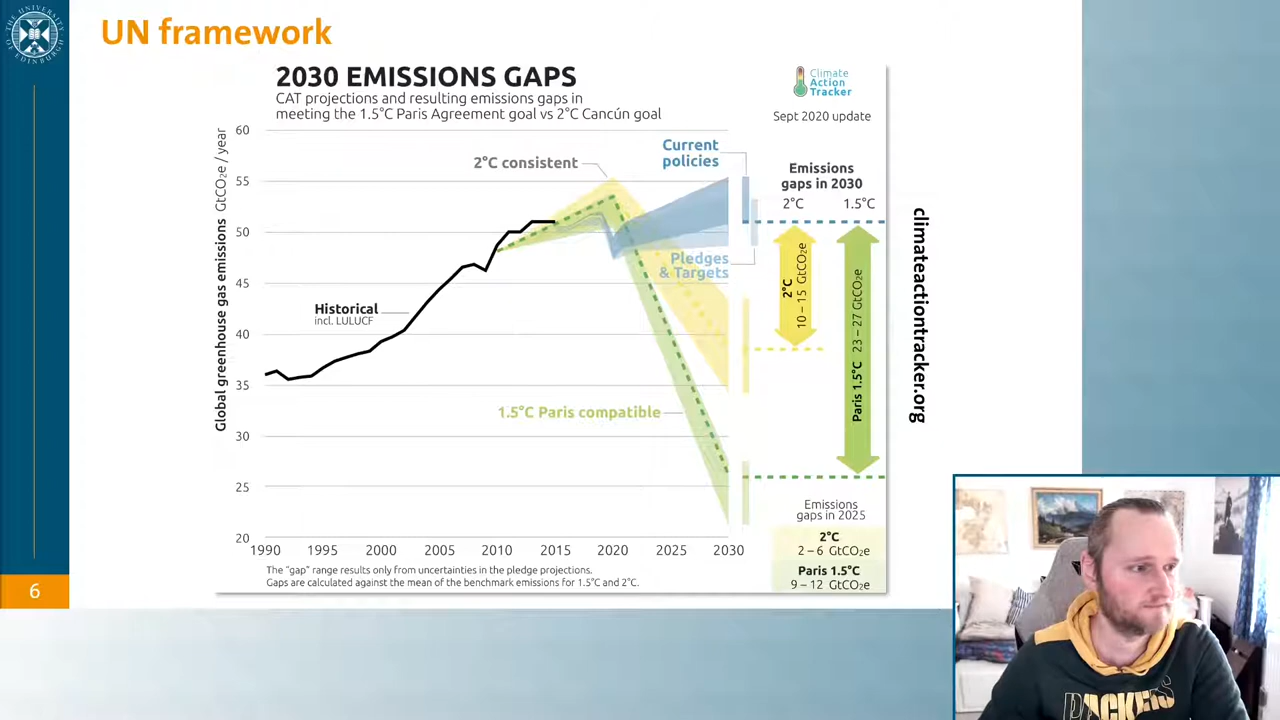 THE UNIVERSITY
OF EDINBURGH
UN framework
2030 EMISSIONS GAPS
CAT projections and resulting emissions gaps in
meeting the 1.5°C Paris Agreement goal vs 2°C Cancún goal
Climate
Action
Tracker
Sept 2020 update
Global greenhouse gas emissions GtCO₂e / year
60
55
50
45
40
35
30
25
20
1990
1995
2000
2005
2010
2015
2020
2025
2030
Historical
incl. LULUCF
2°C consistent
Current
policies
Pledges
& Targets
1.5°C Paris compatible
Emissions
gaps in 2030
2°C
1.5°C
2°C
10 – 15 GtCO₂e
Paris 1.5°C 23 – 27 GtCO₂e
Emissions
gaps in 2025
2°C
2 – 6 GtCO₂e
Paris 1.5°C
9 – 12 GtCO₂e
The "gap" range results only from uncertainties in the pledge projections.
Gaps are calculated against the mean of the benchmark emissions for 1.5°C and 2°C.
climateactiontracker.org
6
PACKERS